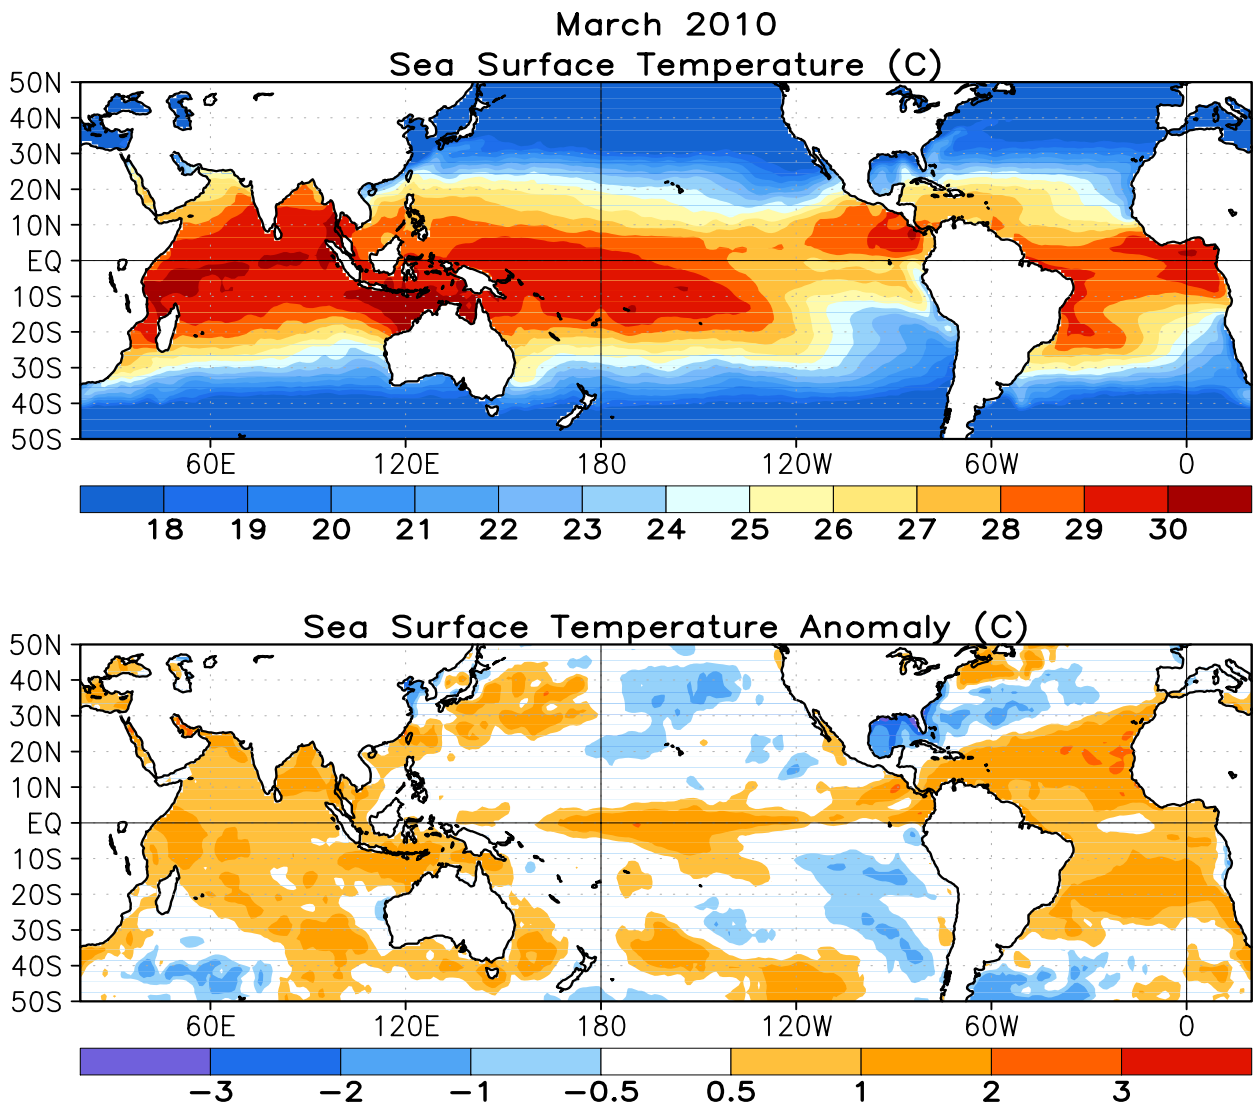 March 2010
Sea Surface Temperature (C)
50N
40N
30N
20N
10N
EQ
10S
20S
30S
40S
50S
60E 120E 180 120W 60W 0
18 19 20 21 22 23 24 25 26 27 28 29 30
Sea Surface Temperature Anomaly (C)
50N
40N
30N
20N
10N
EQ
10S
20S
30S
40S
50S
60E 120E 180 120W 60W 0
-3 -2 -1 -0.5 0.5 1 2 3